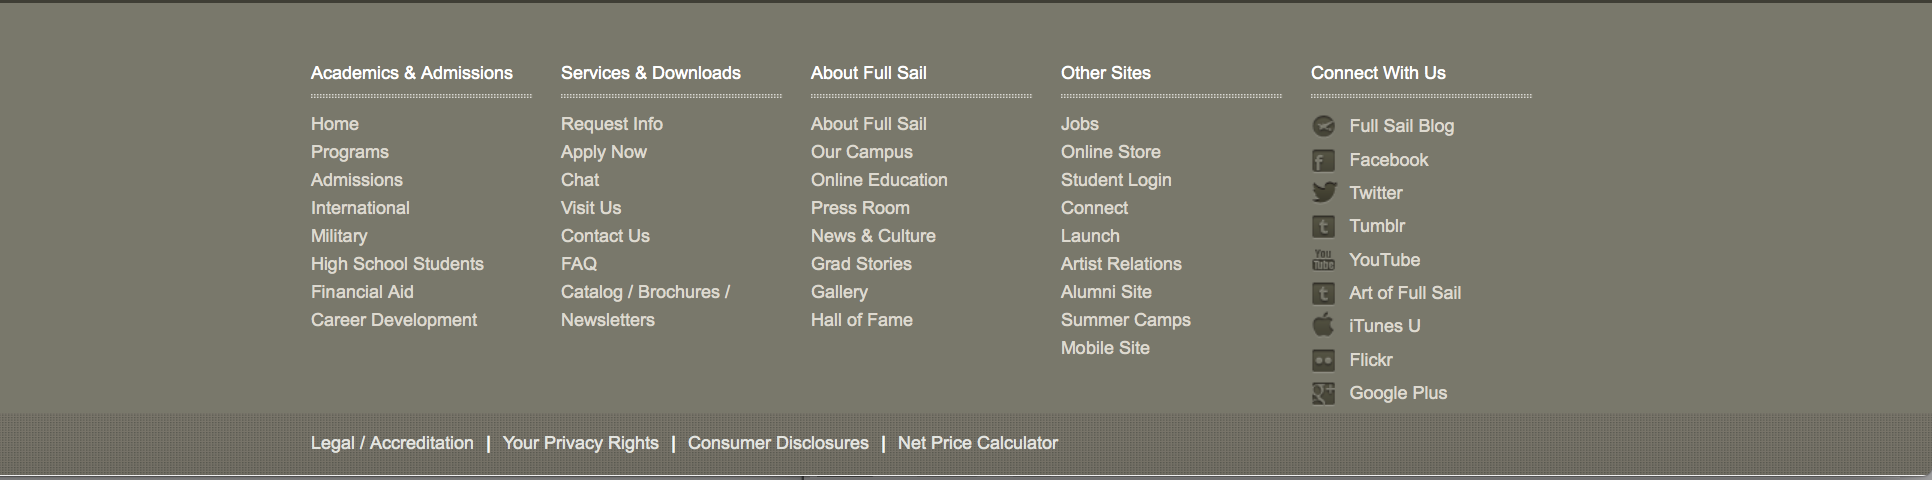 Academics & Admissions
Home
Programs
Admissions
International
Military
High School Students
Financial Aid
Career Development
Services & Downloads
Request Info
Apply Now
Chat
Visit Us
Contact Us
FAQ
Catalog / Brochures /
Newsletters
About Full Sail
About Full Sail
Our Campus
Online Education
Press Room
News & Culture
Grad Stories
Gallery
Hall of Fame
Other Sites
Jobs
Online Store
Student Login
Connect
Launch
Artist Relations
Alumni Site
Summer Camps
Mobile Site
Connect With Us
Full Sail Blog
f Facebook
Twitter
t Tumblr
You Tube YouTube
t Art of Full Sail
iTunes U
Flickr
g+ Google Plus
Legal / Accreditation | Your Privacy Rights | Consumer Disclosures | Net Price Calculator